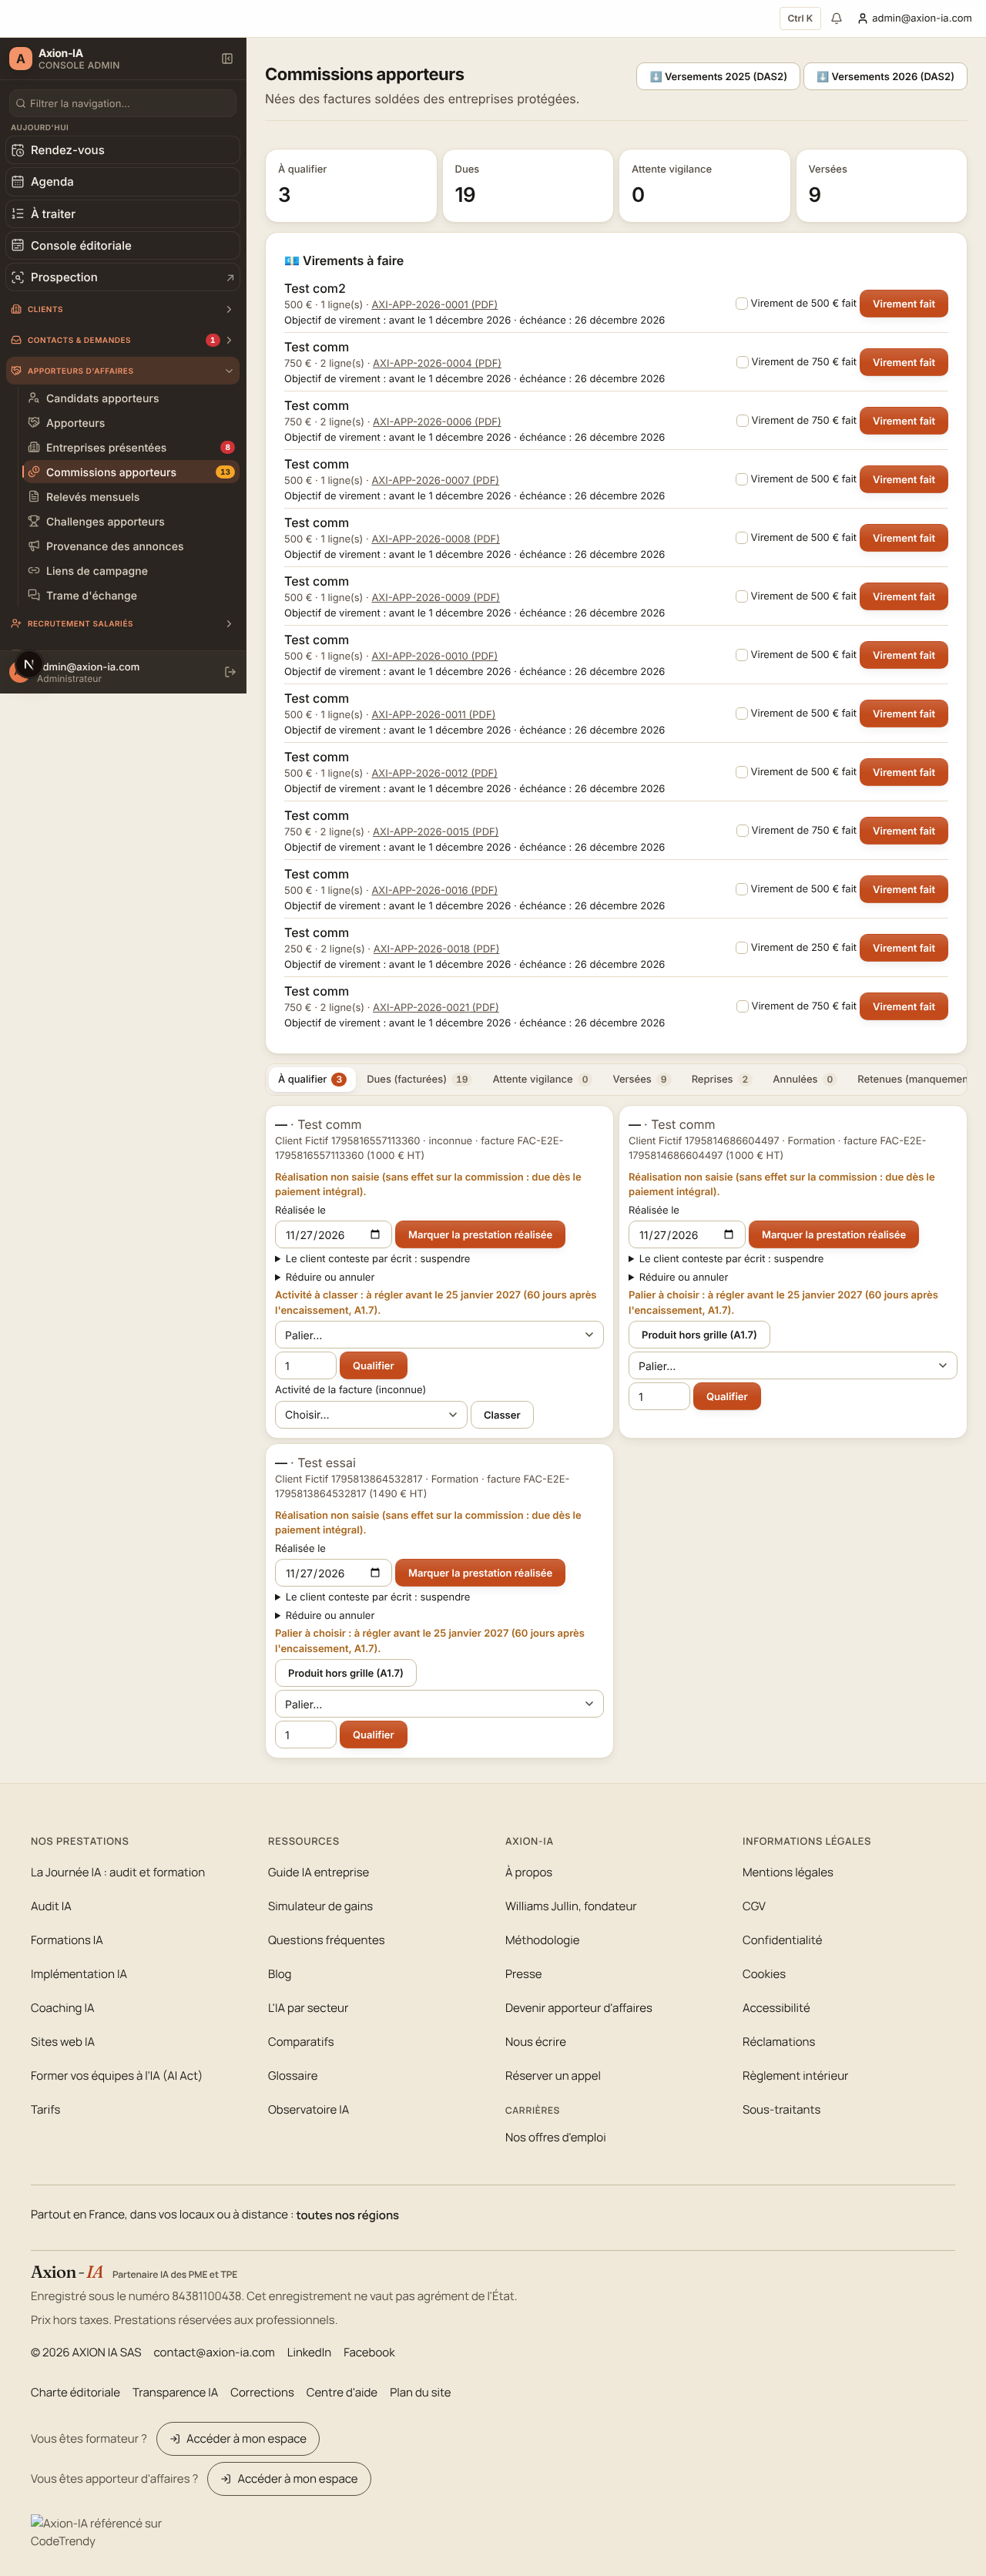 Ctrl K
admin@axion-ia.com
A
Axion-IA
CONSOLE ADMIN
Filtrer la navigation...
AUJOURD'HUI
Rendez-vous
Agenda
À traiter
Console éditoriale
Prospection
CLIENTS
CONTACTS & DEMANDES 1
APPORTEURS D'AFFAIRES
Candidats apporteurs
Apporteurs
Entreprises présentées 8
Commissions apporteurs 13
Relevés mensuels
Challenges apporteurs
Provenance des annonces
Liens de campagne
Trame d'échange
RECRUTEMENT SALARIÉS
N
dmin@axion-ia.com
Administrateur
Commissions apporteurs
Nées des factures soldées des entreprises protégées.
⬇️ Versements 2025 (DAS2)
⬇️ Versements 2026 (DAS2)
À qualifier
3
Dues
19
Attente vigilance
0
Versées
9
💶 Virements à faire
Test com2
500 € · 1 ligne(s) · AXI-APP-2026-0001 (PDF)
Objectif de virement : avant le 1 décembre 2026 · échéance : 26 décembre 2026
Virement de 500 € fait Virement fait
Test comm
750 € · 2 ligne(s) · AXI-APP-2026-0004 (PDF)
Objectif de virement : avant le 1 décembre 2026 · échéance : 26 décembre 2026
Virement de 750 € fait Virement fait
Test comm
750 € · 2 ligne(s) · AXI-APP-2026-0006 (PDF)
Objectif de virement : avant le 1 décembre 2026 · échéance : 26 décembre 2026
Virement de 750 € fait Virement fait
Test comm
500 € · 1 ligne(s) · AXI-APP-2026-0007 (PDF)
Objectif de virement : avant le 1 décembre 2026 · échéance : 26 décembre 2026
Virement de 500 € fait Virement fait
Test comm
500 € · 1 ligne(s) · AXI-APP-2026-0008 (PDF)
Objectif de virement : avant le 1 décembre 2026 · échéance : 26 décembre 2026
Virement de 500 € fait Virement fait
Test comm
500 € · 1 ligne(s) · AXI-APP-2026-0009 (PDF)
Objectif de virement : avant le 1 décembre 2026 · échéance : 26 décembre 2026
Virement de 500 € fait Virement fait
Test comm
500 € · 1 ligne(s) · AXI-APP-2026-0010 (PDF)
Objectif de virement : avant le 1 décembre 2026 · échéance : 26 décembre 2026
Virement de 500 € fait Virement fait
Test comm
500 € · 1 ligne(s) · AXI-APP-2026-0011 (PDF)
Objectif de virement : avant le 1 décembre 2026 · échéance : 26 décembre 2026
Virement de 500 € fait Virement fait
Test comm
500 € · 1 ligne(s) · AXI-APP-2026-0012 (PDF)
Objectif de virement : avant le 1 décembre 2026 · échéance : 26 décembre 2026
Virement de 500 € fait Virement fait
Test comm
750 € · 2 ligne(s) · AXI-APP-2026-0015 (PDF)
Objectif de virement : avant le 1 décembre 2026 · échéance : 26 décembre 2026
Virement de 750 € fait Virement fait
Test comm
500 € · 1 ligne(s) · AXI-APP-2026-0016 (PDF)
Objectif de virement : avant le 1 décembre 2026 · échéance : 26 décembre 2026
Virement de 500 € fait Virement fait
Test comm
250 € · 2 ligne(s) · AXI-APP-2026-0018 (PDF)
Objectif de virement : avant le 1 décembre 2026 · échéance : 26 décembre 2026
Virement de 250 € fait Virement fait
Test comm
750 € · 2 ligne(s) · AXI-APP-2026-0021 (PDF)
Objectif de virement : avant le 1 décembre 2026 · échéance : 26 décembre 2026
Virement de 750 € fait Virement fait
À qualifier 3 Dues (facturées) 19 Attente vigilance 0 Versées 9 Reprises 2 Annulées 0 Retenues (manquemen
— · Test comm
Client Fictif 1795816557113360 · inconnue · facture FAC-E2E-
1795816557113360 (1 000 € HT)
Réalisation non saisie (sans effet sur la commission : due dès le
paiement intégral).
Réalisée le
11/27/2026 Marquer la prestation réalisée
Le client conteste par écrit : suspendre
Réduire ou annuler
Activité à classer : à régler avant le 25 janvier 2027 (60 jours après
l'encaissement, A1.7).
Palier...
1 Qualifier
Activité de la facture (inconnue)
Choisir... Classer
— · Test comm
Client Fictif 1795814686604497 · Formation · facture FAC-E2E-
1795814686604497 (1 000 € HT)
Réalisation non saisie (sans effet sur la commission : due dès le
paiement intégral).
Réalisée le
11/27/2026 Marquer la prestation réalisée
Le client conteste par écrit : suspendre
Réduire ou annuler
Palier à choisir : à régler avant le 25 janvier 2027 (60 jours après
l'encaissement, A1.7).
Produit hors grille (A1.7)
Palier...
1 Qualifier
— · Test essai
Client Fictif 1795813864532817 · Formation · facture FAC-E2E-
1795813864532817 (1 490 € HT)
Réalisation non saisie (sans effet sur la commission : due dès le
paiement intégral).
Réalisée le
11/27/2026 Marquer la prestation réalisée
Le client conteste par écrit : suspendre
Réduire ou annuler
Palier à choisir : à régler avant le 25 janvier 2027 (60 jours après
l'encaissement, A1.7).
Produit hors grille (A1.7)
Palier...
1 Qualifier
NOS PRESTATIONS
La Journée IA : audit et formation
Audit IA
Formations IA
Implémentation IA
Coaching IA
Sites web IA
Former vos équipes à l'IA (AI Act)
Tarifs
RESSOURCES
Guide IA entreprise
Simulateur de gains
Questions fréquentes
Blog
L'IA par secteur
Comparatifs
Glossaire
Observatoire IA
AXION-IA
À propos
Williams Jullin, fondateur
Méthodologie
Presse
Devenir apporteur d'affaires
Nous écrire
Réserver un appel
CARRIÈRES
Nos offres d'emploi
INFORMATIONS LÉGALES
Mentions légales
CGV
Confidentialité
Cookies
Accessibilité
Réclamations
Règlement intérieur
Sous-traitants
Partout en France, dans vos locaux ou à distance : toutes nos régions
Axion-IA Partenaire IA des PME et TPE
Enregistré sous le numéro 84381100438. Cet enregistrement ne vaut pas agrément de l'État.
Prix hors taxes. Prestations réservées aux professionnels.
© 2026 AXION IA SAS contact@axion-ia.com LinkedIn Facebook
Charte éditoriale Transparence IA Corrections Centre d'aide Plan du site
Vous êtes formateur ? Accéder à mon espace
Vous êtes apporteur d'affaires ? Accéder à mon espace
Axion-IA référencé sur
CodeTrendy